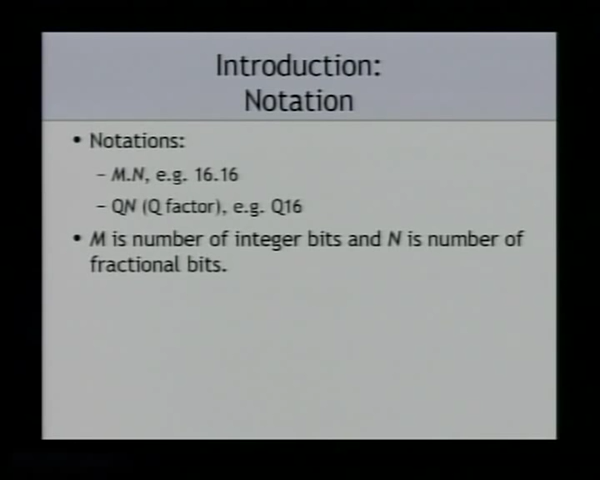 Introduction:
Notation
• Notations:
– M.N, e.g. 16.16
– QN (Q factor), e.g. Q16
• M is number of integer bits and N is number of
fractional bits.